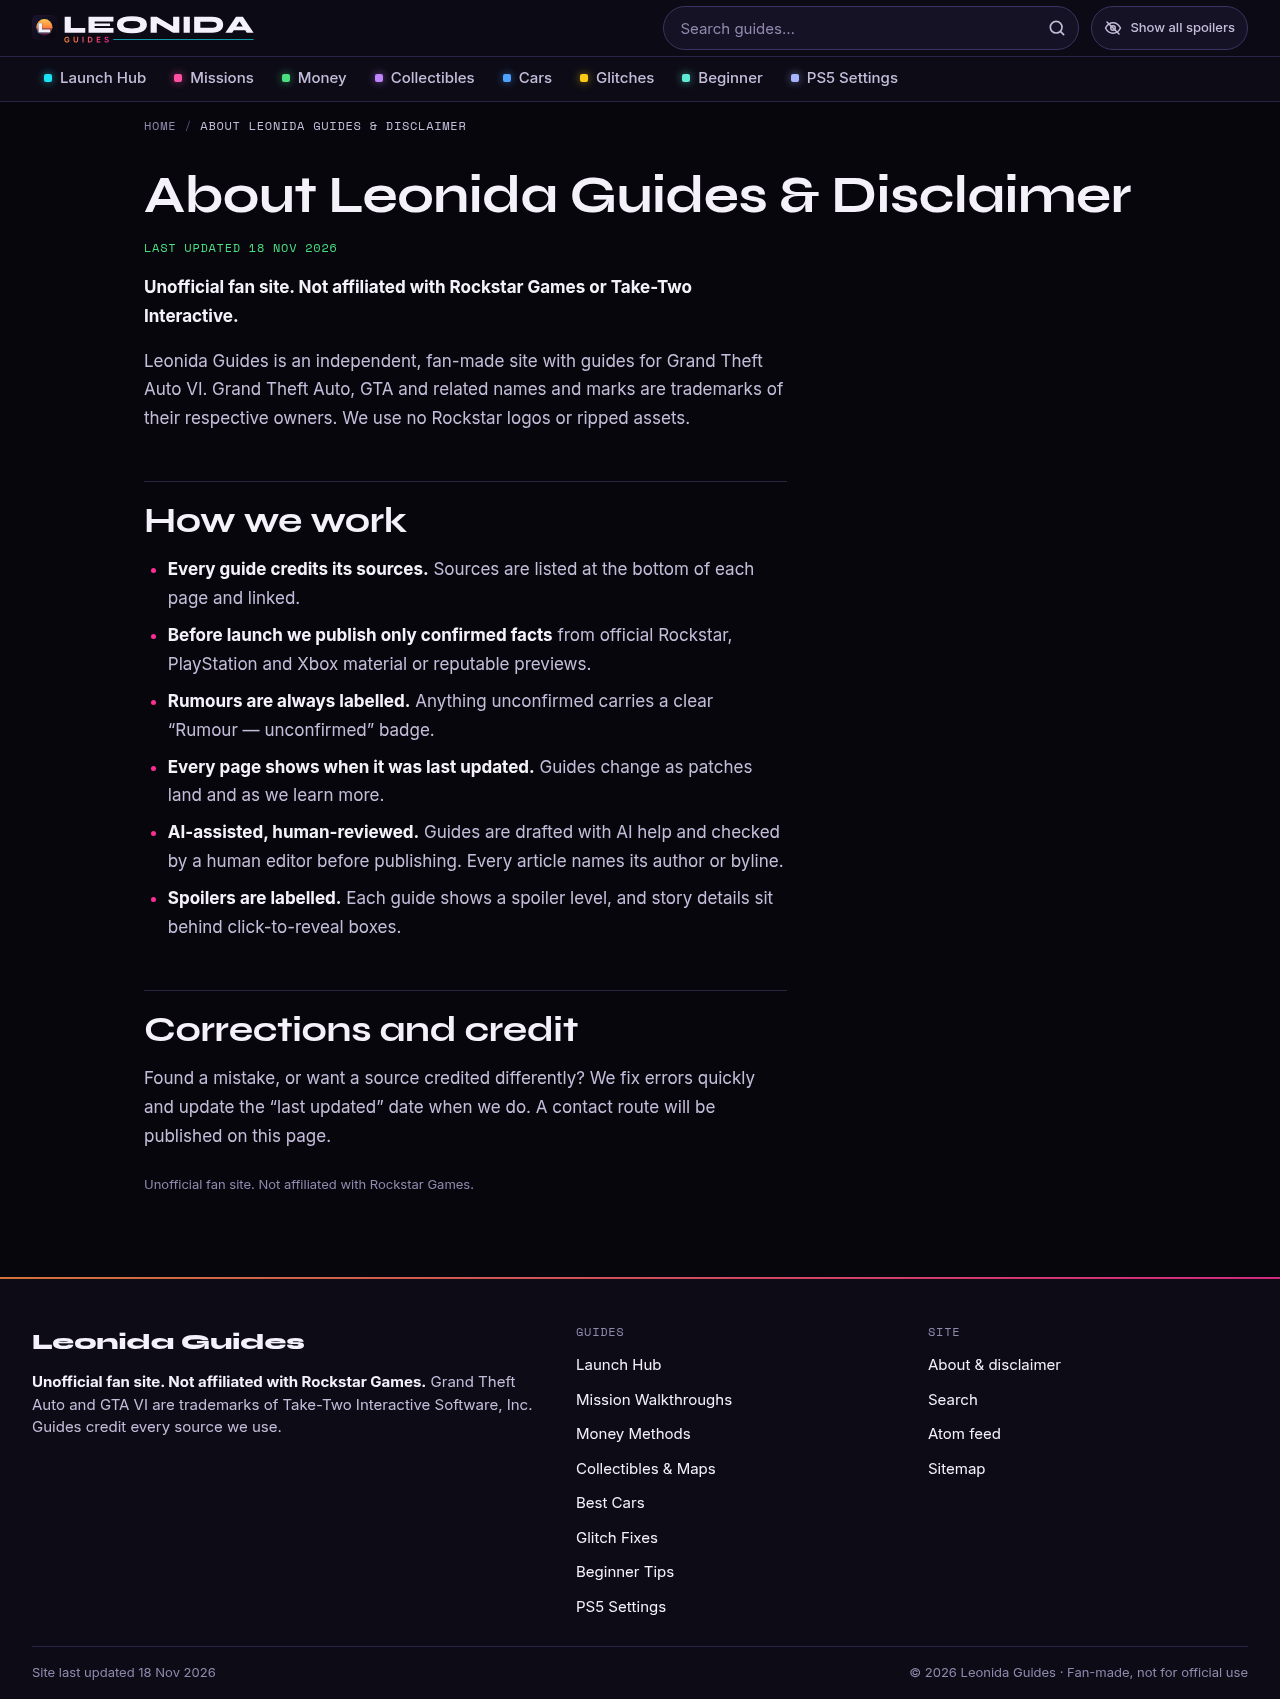 LEONIDA
GUIDES
Search guides...
Show all spoilers
Launch Hub
Missions
Money
Collectibles
Cars
Glitches
Beginner
PS5 Settings
HOME / ABOUT LEONIDA GUIDES & DISCLAIMER
About Leonida Guides & Disclaimer
LAST UPDATED 18 NOV 2026
Unofficial fan site. Not affiliated with Rockstar Games or Take-Two
Interactive.
Leonida Guides is an independent, fan-made site with guides for Grand Theft
Auto VI. Grand Theft Auto, GTA and related names and marks are trademarks of
their respective owners. We use no Rockstar logos or ripped assets.
How we work
• Every guide credits its sources. Sources are listed at the bottom of each
page and linked.
• Before launch we publish only confirmed facts from official Rockstar,
PlayStation and Xbox material or reputable previews.
• Rumours are always labelled. Anything unconfirmed carries a clear
“Rumour — unconfirmed” badge.
• Every page shows when it was last updated. Guides change as patches
land and as we learn more.
• AI-assisted, human-reviewed. Guides are drafted with AI help and checked
by a human editor before publishing. Every article names its author or byline.
• Spoilers are labelled. Each guide shows a spoiler level, and story details sit
behind click-to-reveal boxes.
Corrections and credit
Found a mistake, or want a source credited differently? We fix errors quickly
and update the “last updated” date when we do. A contact route will be
published on this page.
Unofficial fan site. Not affiliated with Rockstar Games.
Leonida Guides
Unofficial fan site. Not affiliated with Rockstar Games. Grand Theft
Auto and GTA VI are trademarks of Take-Two Interactive Software, Inc.
Guides credit every source we use.
GUIDES
Launch Hub
Mission Walkthroughs
Money Methods
Collectibles & Maps
Best Cars
Glitch Fixes
Beginner Tips
PS5 Settings
SITE
About & disclaimer
Search
Atom feed
Sitemap
Site last updated 18 Nov 2026
© 2026 Leonida Guides · Fan-made, not for official use